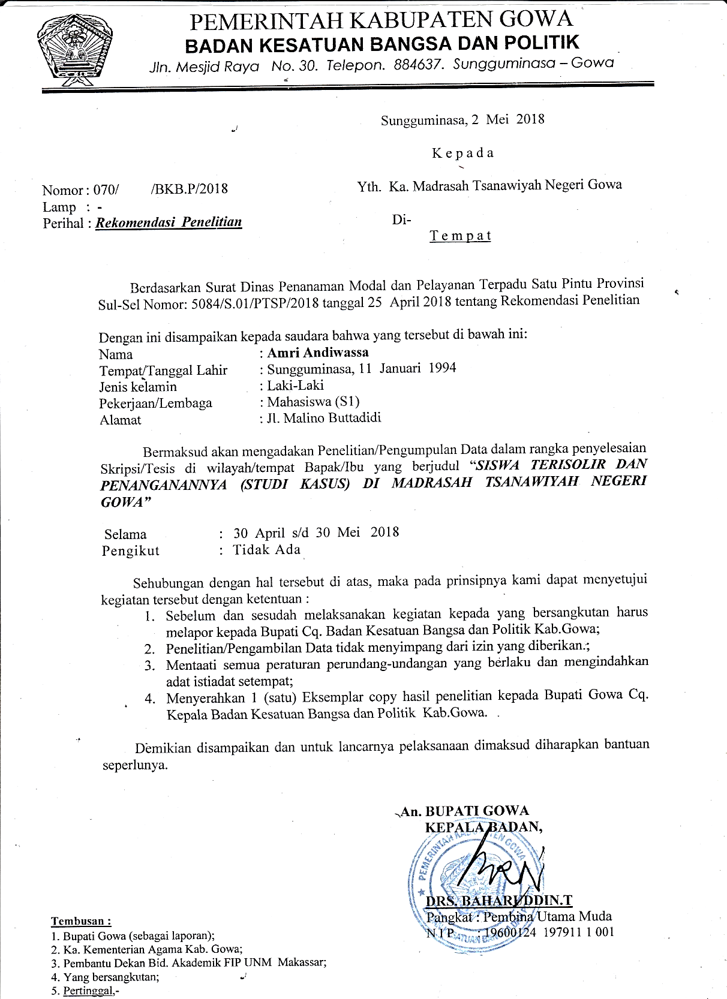 PEMERINTAH KABUPATEN GOWA
BADAN KESATUAN BANGSA DAN POLITIK
Jln. Mesjid Raya No. 30. Telepon. 884637. Sungguminasa – Gowa
Sungguminasa, 2 Mei 2018
K e p a d a
Nomor : 070/ /BKB.P/2018
Lamp : -
Perihal : Rekomendasi Penelitian
Yth. Ka. Madrasah Tsanawiyah Negeri Gowa
Di-
T e m p a t
Berdasarkan Surat Dinas Penanaman Modal dan Pelayanan Terpadu Satu Pintu Provinsi
Sul-Sel Nomor: 5084/S.01/PTSP/2018 tanggal 25 April 2018 tentang Rekomendasi Penelitian
Dengan ini disampaikan kepada saudara bahwa yang tersebut di bawah ini:
Nama : Amri Andiwassa
Tempat/Tanggal Lahir : Sungguminasa, 11 Januari 1994
Jenis kelamin : Laki-Laki
Pekerjaan/Lembaga : Mahasiswa (S1)
Alamat : Jl. Malino Buttadidi
Bermaksud akan mengadakan Penelitian/Pengumpulan Data dalam rangka penyelesaian
Skripsi/Tesis di wilayah/tempat Bapak/Ibu yang berjudul “SISWA TERISOLIR DAN
PENANGANANNYA (STUDI KASUS) DI MADRASAH TSANAWIYAH NEGERI
GOWA”
Selama : 30 April s/d 30 Mei 2018
Pengikut : Tidak Ada
Sehubungan dengan hal tersebut di atas, maka pada prinsipnya kami dapat menyetujui
kegiatan tersebut dengan ketentuan :
1. Sebelum dan sesudah melaksanakan kegiatan kepada yang bersangkutan harus
melapor kepada Bupati Cq. Badan Kesatuan Bangsa dan Politik Kab.Gowa;
2. Penelitian/Pengambilan Data tidak menyimpang dari izin yang diberikan.;
3. Mentaati semua peraturan perundang-undangan yang berlaku dan mengindahkan
adat istiadat setempat;
4. Menyerahkan 1 (satu) Eksemplar copy hasil penelitian kepada Bupati Gowa Cq.
Kepala Badan Kesatuan Bangsa dan Politik Kab.Gowa. .
Demikian disampaikan dan untuk lancarnya pelaksanaan dimaksud diharapkan bantuan
seperlunya.
An. BUPATI GOWA
KEPALA BADAN,
PEMERINTAH KABUPATEN GOWA
DRS. BAHARUDDIN.T
Pangkat : Pembina Utama Muda
N I P : 19600124 197911 1 001
Tembusan :
1. Bupati Gowa (sebagai laporan);
2. Ka. Kementerian Agama Kab. Gowa;
3. Pembantu Dekan Bid. Akademik FIP UNM Makassar;
4. Yang bersangkutan;
5. Pertinggal,-